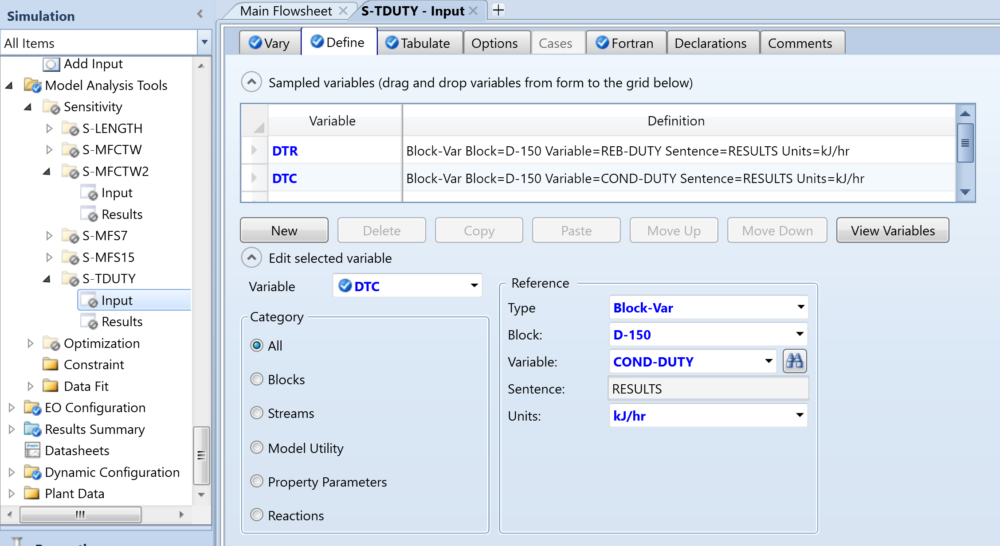 Simulation
All Items
Add Input
Model Analysis Tools
Sensitivity
S-LENGTH
S-MFCTW
S-MFCTW2
Input
Results
S-MFS7
S-MFS15
S-TDUTY
Input
Results
Optimization
Constraint
Data Fit
EO Configuration
Results Summary
Datasheets
Dynamic Configuration
Plant Data
Main Flowsheet
S-TDUTY - Input
Vary
Define
Tabulate
Options
Cases
Fortran
Declarations
Comments
Sampled variables (drag and drop variables from form to the grid below)
Variable Definition
DTR Block-Var Block=D-150 Variable=REB-DUTY Sentence=RESULTS Units=kJ/hr
DTC Block-Var Block=D-150 Variable=COND-DUTY Sentence=RESULTS Units=kJ/hr
New Delete Copy Paste Move Up Move Down View Variables
Edit selected variable
Variable DTC
Category
All
Blocks
Streams
Model Utility
Property Parameters
Reactions
Reference
Type Block-Var
Block: D-150
Variable: COND-DUTY
Sentence: RESULTS
Units: kJ/hr